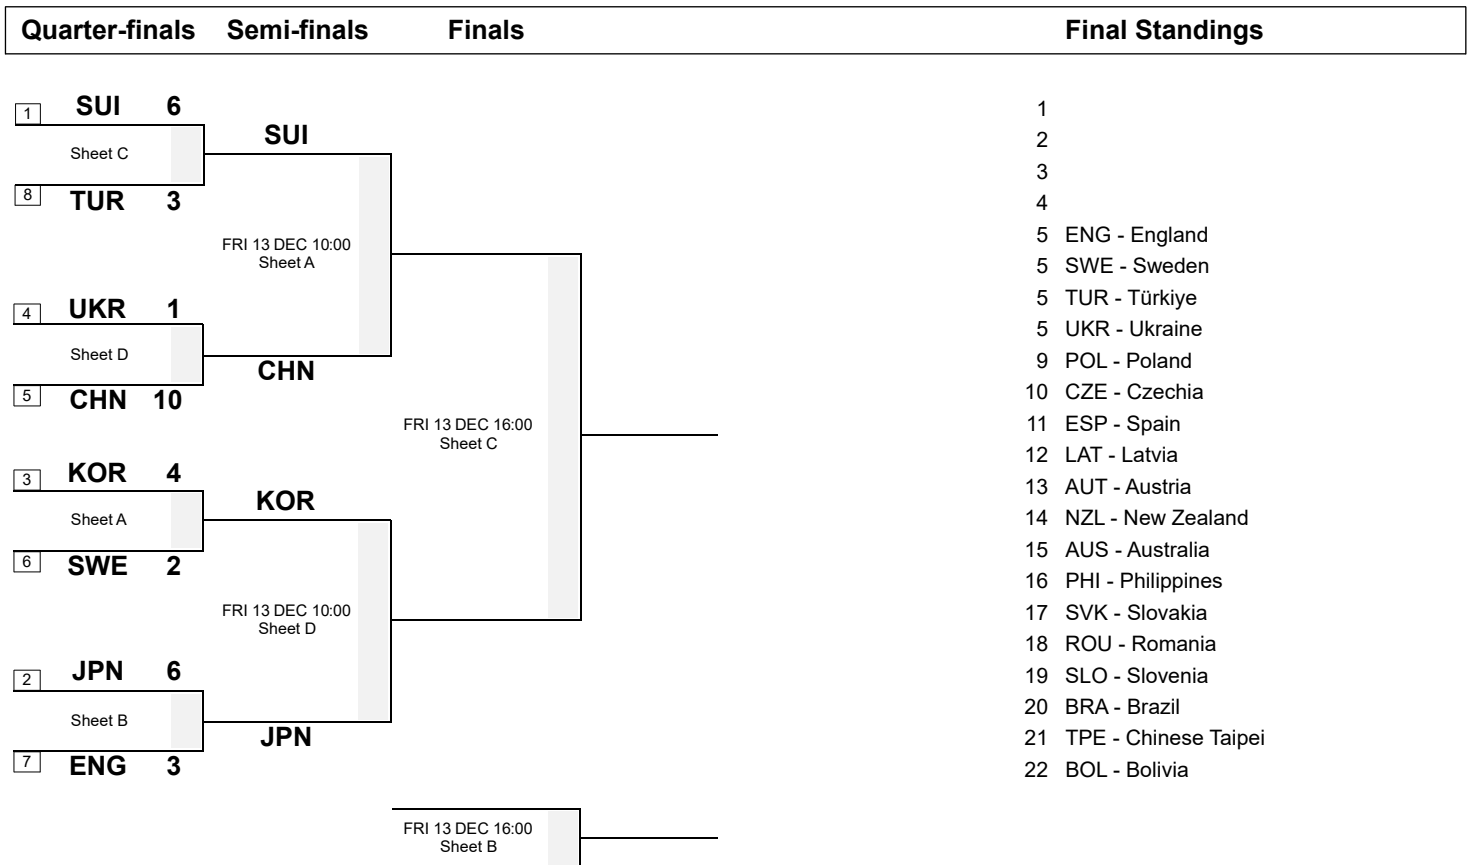 Quarter-finals Semi-finals Finals Final Standings
1 SUI 6
Sheet C
8 TUR 3
SUI
FRI 13 DEC 10:00
Sheet A
4 UKR 1
Sheet D
5 CHN 10
CHN
FRI 13 DEC 16:00
Sheet C
3 KOR 4
Sheet A
6 SWE 2
KOR
FRI 13 DEC 10:00
Sheet D
2 JPN 6
Sheet B
7 ENG 3
JPN
FRI 13 DEC 16:00
Sheet B
1
2
3
4
5 ENG - England
5 SWE - Sweden
5 TUR - Türkiye
5 UKR - Ukraine
9 POL - Poland
10 CZE - Czechia
11 ESP - Spain
12 LAT - Latvia
13 AUT - Austria
14 NZL - New Zealand
15 AUS - Australia
16 PHI - Philippines
17 SVK - Slovakia
18 ROU - Romania
19 SLO - Slovenia
20 BRA - Brazil
21 TPE - Chinese Taipei
22 BOL - Bolivia